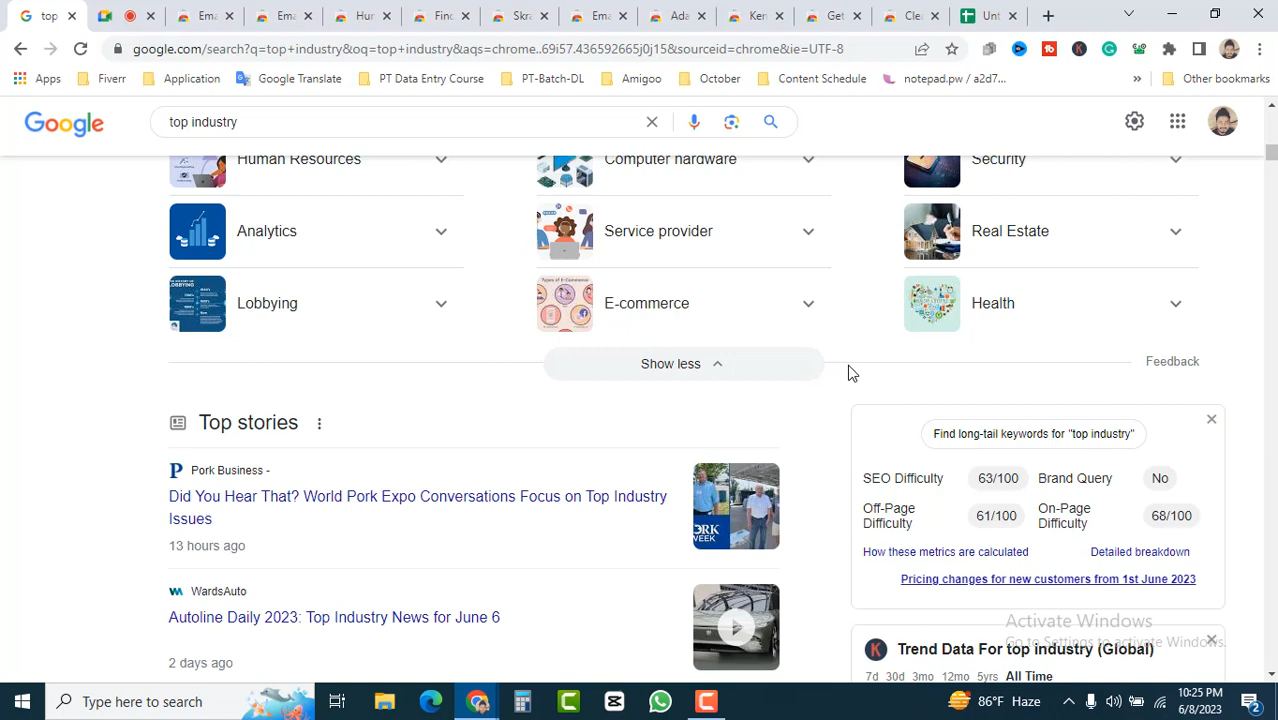 top
Ema
Ema
Hur
Find
Skra
Ema
Ada
Ker
Get
Cle
Unt
google.com/search?q=top+industry&oq=top+industry&aqs=chrome..69i57.436592665j0j15&sourceid=chrome&ie=UTF-8
Apps
Fiverr
Application
Google Translate
PT Data Entry Course
PT-Batch-DL
Amigoo
October
Content Schedule
notepad.pw / a2d7...
Other bookmarks
Google
top industry
Human Resources
Computer hardware
Security
Analytics
Service provider
Real Estate
Lobbying
E-commerce
Health
Show less
Feedback
Top stories
Find long-tail keywords for "top industry"
P Pork Business -
Did You Hear That? World Pork Expo Conversations Focus on Top Industry
Issues
13 hours ago
SEO Difficulty 63/100 Brand Query No
Off-Page Difficulty 61/100 On-Page Difficulty 68/100
How these metrics are calculated
Detailed breakdown
Pricing changes for new customers from 1st June 2023
WardsAuto
Autoline Daily 2023: Top Industry News for June 6
2 days ago
Activate Windows
Go to Settings to activate Windows.
K Trend Data For top industry (Global)
7d 30d 3mo 12mo 5yrs All Time
Type here to search
86°F Haze
10:25 PM
6/8/2023
2